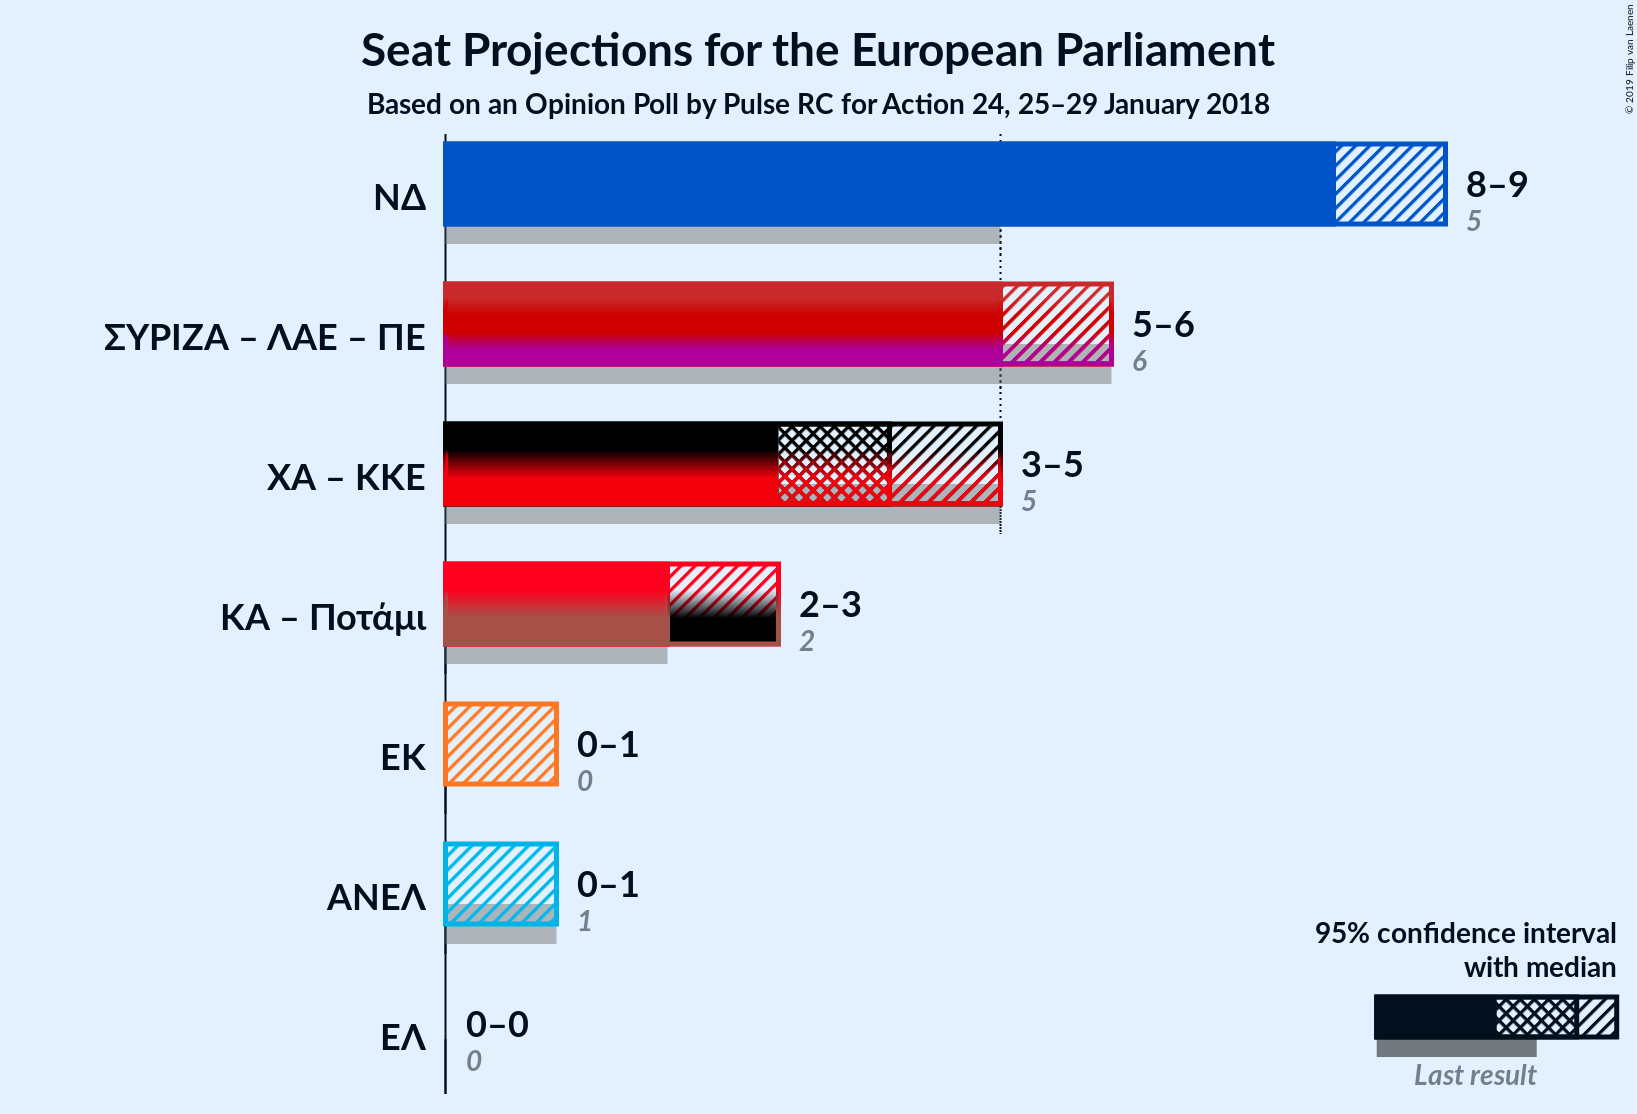 Seat Projections for the European Parliament
Based on an Opinion Poll by Pulse RC for Action 24, 25–29 January 2018
© 2019 Filip van Laenen
ΝΔ
8–9
5
ΣΥΡΙΖΑ – ΛΑΕ – ΠΕ
5–6
6
ΧΑ – ΚΚΕ
3–5
5
ΚΑ – Ποτάμι
2–3
2
ΕΚ
0–1
0
ΑΝΕΛ
0–1
1
ΕΛ
0–0
0
95% confidence interval
with median
Last result